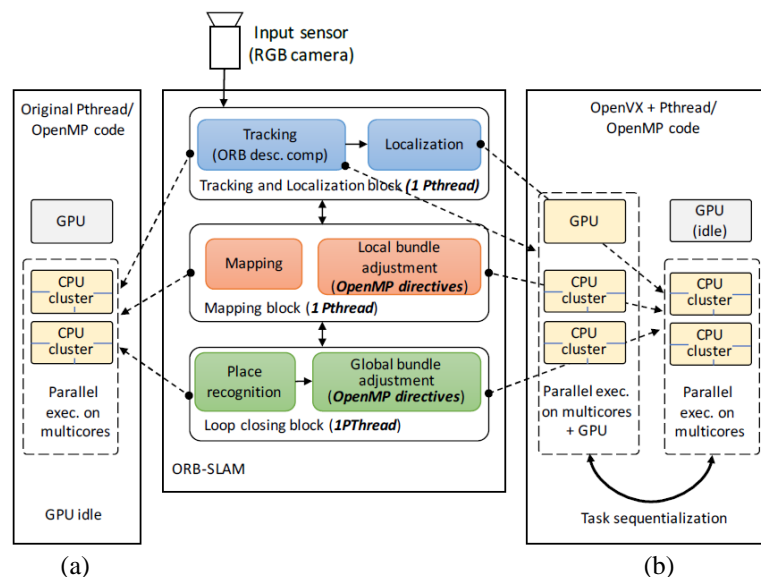 Input sensor
(RGB camera)
Original Pthread/
OpenMP code
GPU
CPU
cluster
CPU
cluster
Parallel
exec. on
multicores
GPU idle
(a)
Tracking
(ORB desc. comp)
Localization
Tracking and Localization block (1 Pthread)
Mapping
Local bundle
adjustment
(OpenMP directives)
Mapping block (1 Pthread)
Place
recognition
Global bundle
adjustment
(OpenMP directives)
Loop closing block (1PThread)
ORB-SLAM
OpenVX + Pthread/
OpenMP code
GPU
CPU
cluster
CPU
cluster
Parallel exec.
on multicores
+ GPU
GPU
(idle)
CPU
cluster
CPU
cluster
Parallel
exec. on
multicores
Task sequentialization
(b)